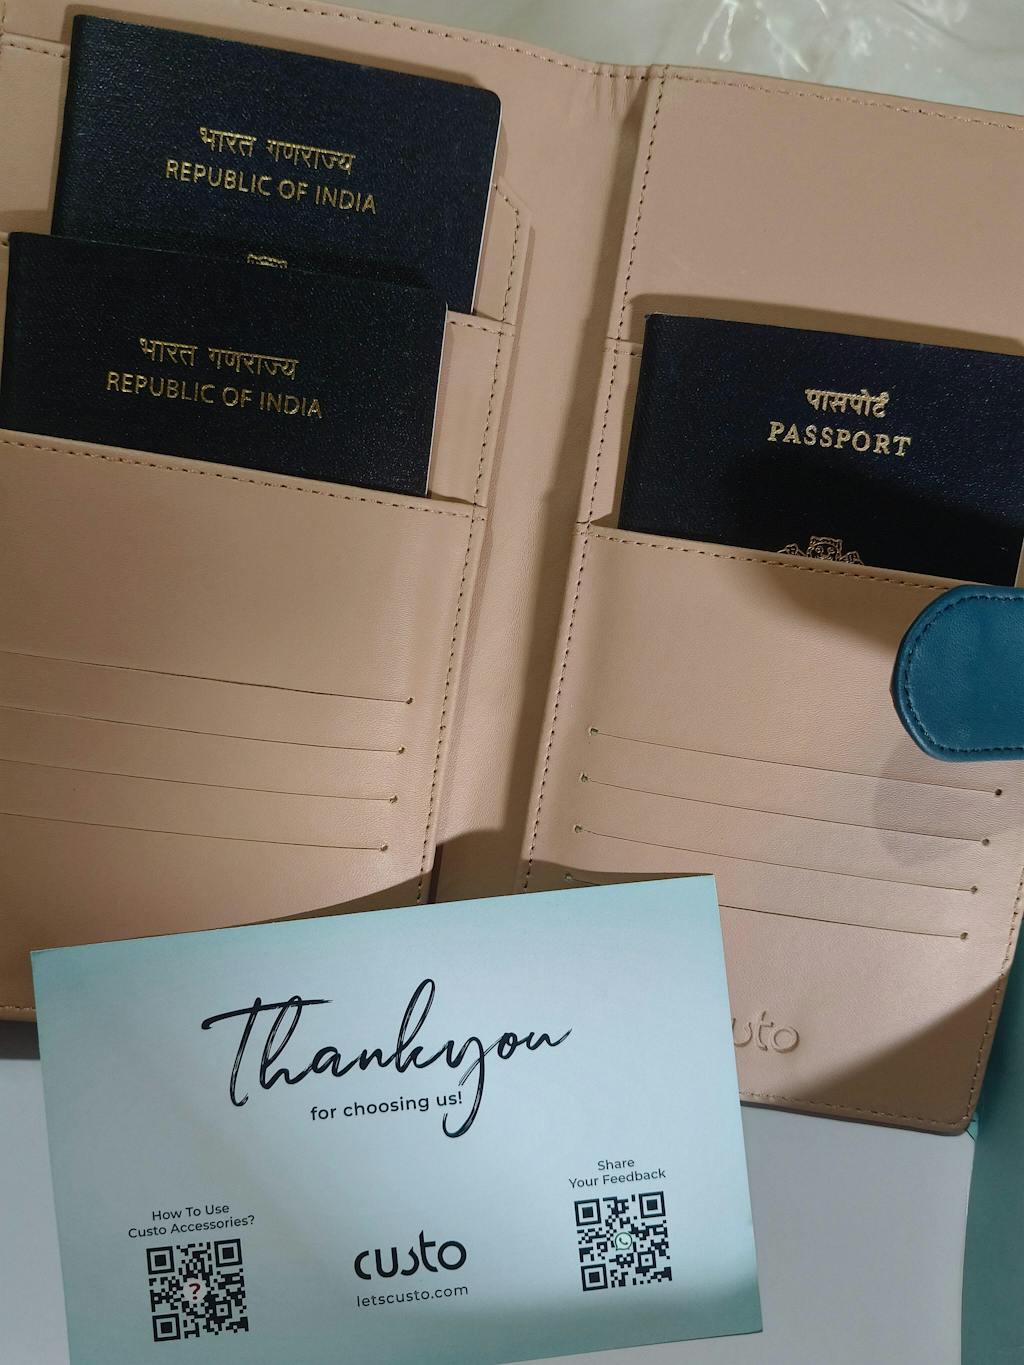 भारत गणराज्य
REPUBLIC OF INDIA
भारत गणराज्य
REPUBLIC OF INDIA
पासपोर्ट
PASSPORT
Thankyou
for choosing us!
How To Use
Custo Accessories?
?
custo
letscusto.com
Share
Your Feedback